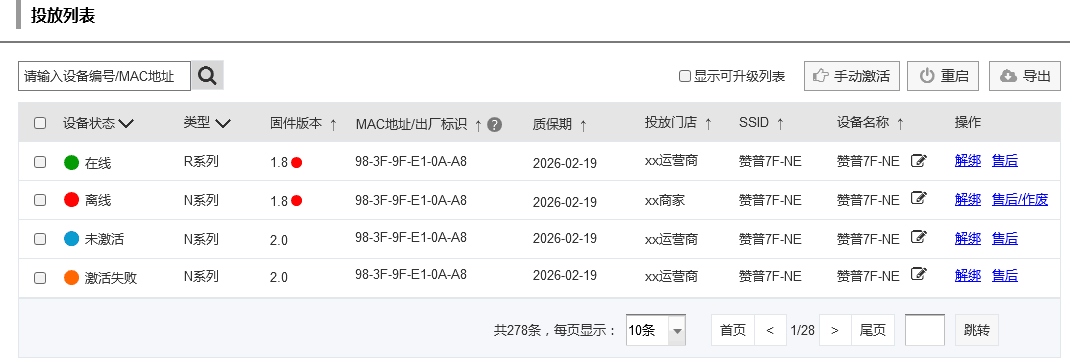 投放列表
请输入设备编号/MAC地址 显示可升级列表 手动激活 重启 导出
设备状态 类型 固件版本 ↑ MAC地址/出厂标识 ↑ ? 质保期 ↑ 投放门店 ↑ SSID ↑ 设备名称 ↑ 操作
在线 R系列 1.8 98-3F-9F-E1-0A-A8 2026-02-19 xx运营商 赞普7F-NE 赞普7F-NE 解绑 售后
离线 N系列 1.8 98-3F-9F-E1-0A-A8 2026-02-19 xx商家 赞普7F-NE 赞普7F-NE 解绑 售后/作废
未激活 N系列 2.0 98-3F-9F-E1-0A-A8 2026-02-19 xx运营商 赞普7F-NE 赞普7F-NE 解绑 售后
激活失败 N系列 2.0 98-3F-9F-E1-0A-A8 2026-02-19 xx运营商 赞普7F-NE 赞普7F-NE 解绑 售后
共278条，每页显示： 10条 首页 < 1/28 > 尾页 跳转